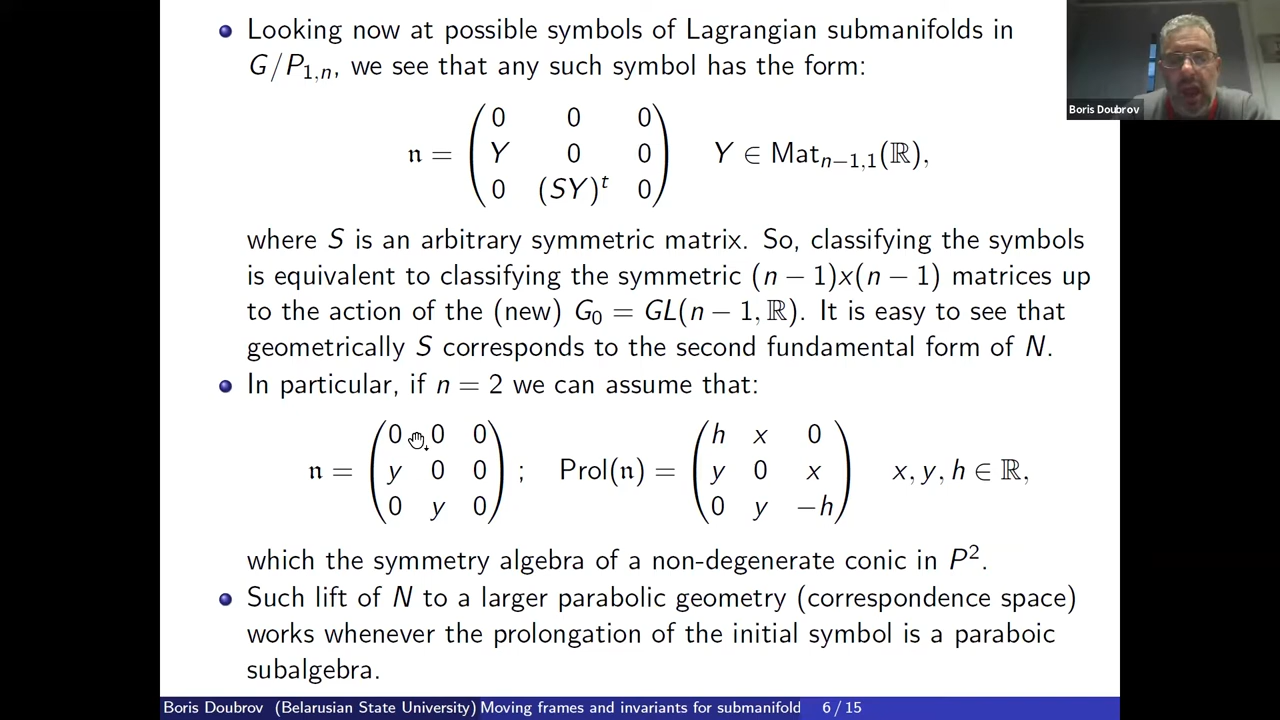 Looking now at possible symbols of Lagrangian submanifolds in
G/P₁,ₙ, we see that any such symbol has the form:
𝔫 = ( 0 0 0 ; Y 0 0 ; 0 (SY)ᵗ 0 )   Y ∈ Matₙ₋₁,₁(ℝ),
where S is an arbitrary symmetric matrix. So, classifying the symbols
is equivalent to classifying the symmetric (n − 1)x(n − 1) matrices up
to the action of the (new) G₀ = GL(n − 1, ℝ). It is easy to see that
geometrically S corresponds to the second fundamental form of N.
In particular, if n = 2 we can assume that:
𝔫 = ( 0 0 0 ; y 0 0 ; 0 y 0 ) ;   Prol(𝔫) = ( h x 0 ; y 0 x ; 0 y −h )   x, y, h ∈ ℝ,
which the symmetry algebra of a non-degenerate conic in P².
Such lift of N to a larger parabolic geometry (correspondence space)
works whenever the prolongation of the initial symbol is a paraboic
subalgebra.
Boris Doubrov (Belarusian State University) Moving frames and invariants for submanifold 6 / 15
Boris Doubrov